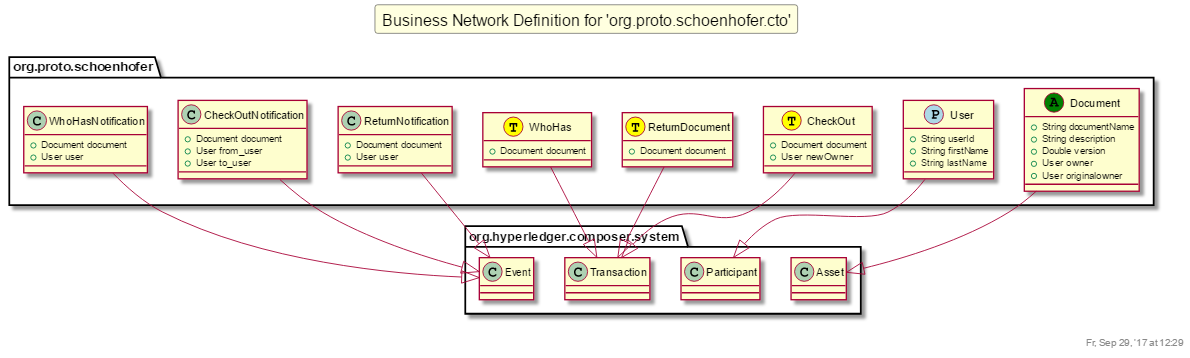 Business Network Definition for 'org.proto.schoenhofer.cto'
org.proto.schoenhofer
C WhoHasNotification
Document document
User user
C CheckOutNotification
Document document
User from_user
User to_user
C ReturnNotification
Document document
User user
T WhoHas
Document document
T ReturnDocument
Document document
T CheckOut
Document document
User newOwner
P User
String userId
String firstName
String lastName
A Document
String documentName
String description
Double version
User owner
User originalowner
org.hyperledger.composer.system
C Event
C Transaction
C Participant
C Asset
Fr, Sep 29, '17 at 12:29